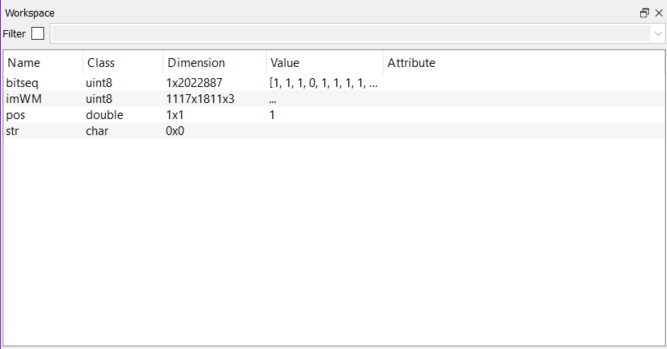 Workspace
Filter
Name Class Dimension Value Attribute
bitseq uint8 1x2022887 [1, 1, 1, 0, 1, 1, 1, 1, ...
imWM uint8 1117x1811x3 ...
pos double 1x1 1
str char 0x0